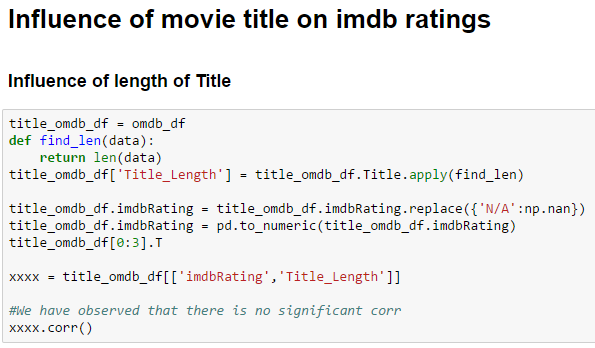 Influence of movie title on imdb ratings
Influence of length of Title
title_omdb_df = omdb_df
def find_len(data):
    return len(data)
title_omdb_df['Title_Length'] = title_omdb_df.Title.apply(find_len)

title_omdb_df.imdbRating = title_omdb_df.imdbRating.replace({'N/A':np.nan})
title_omdb_df.imdbRating = pd.to_numeric(title_omdb_df.imdbRating)
title_omdb_df[0:3].T

xxxx = title_omdb_df[['imdbRating','Title_Length']]

#We have observed that there is no significant corr
xxxx.corr()